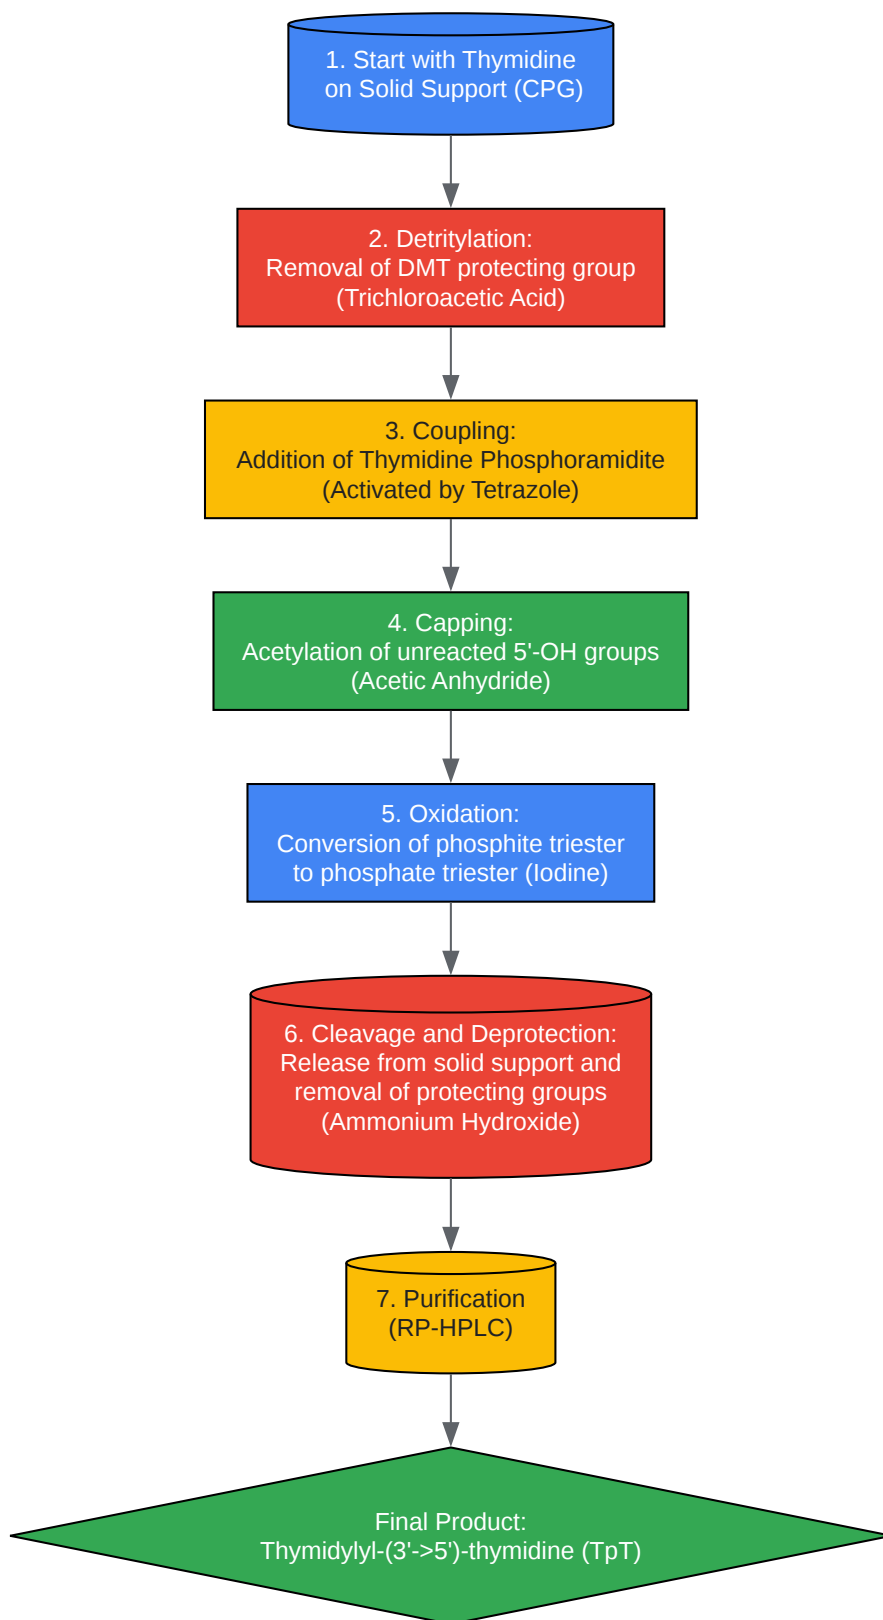 1. Start with Thymidine
on Solid Support (CPG)
2. Detritylation:
Removal of DMT protecting group
(Trichloroacetic Acid)
3. Coupling:
Addition of Thymidine Phosphoramidite
(Activated by Tetrazole)
4. Capping:
Acetylation of unreacted 5'-OH groups
(Acetic Anhydride)
5. Oxidation:
Conversion of phosphite triester
to phosphate triester (Iodine)
6. Cleavage and Deprotection:
Release from solid support and
removal of protecting groups
(Ammonium Hydroxide)
7. Purification
(RP-HPLC)
Final Product:
Thymidylyl-(3'->5')-thymidine (TpT)